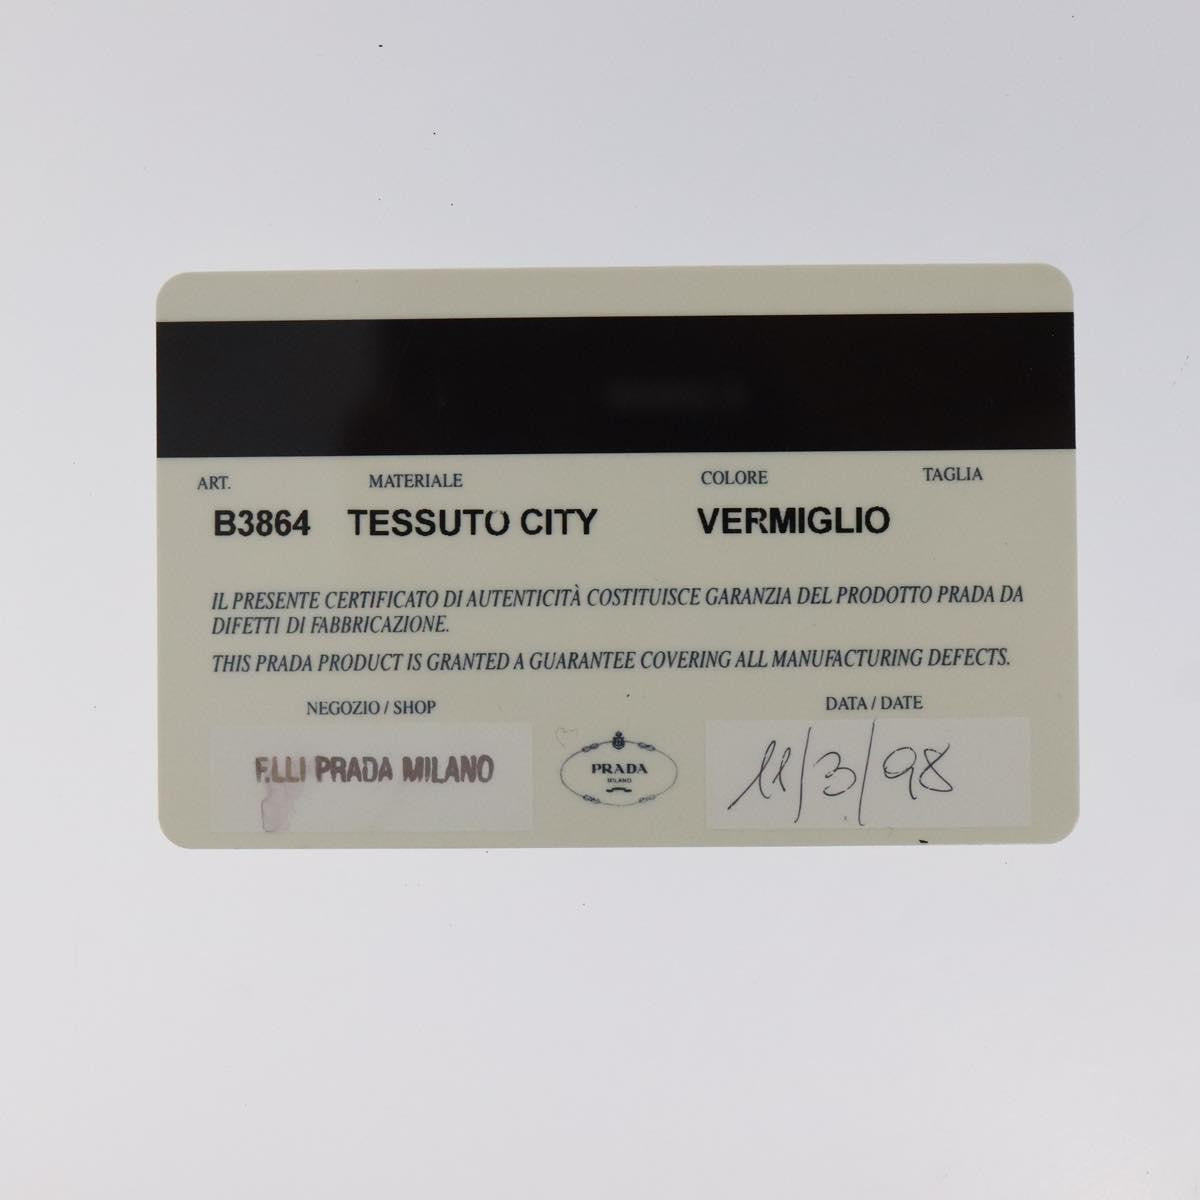 ART. MATERIALE COLORE TAGLIA
B3864 TESSUTO CITY VERMIGLIO
IL PRESENTE CERTIFICATO DI AUTENTICITÀ COSTITUISCE GARANZIA DEL PRODOTTO PRADA DA
DIFETTI DI FABBRICAZIONE.
THIS PRADA PRODUCT IS GRANTED A GUARANTEE COVERING ALL MANUFACTURING DEFECTS.
NEGOZIO / SHOP DATA / DATE
F.LLI PRADA MILANO
PRADA
MILANO
11/3/98